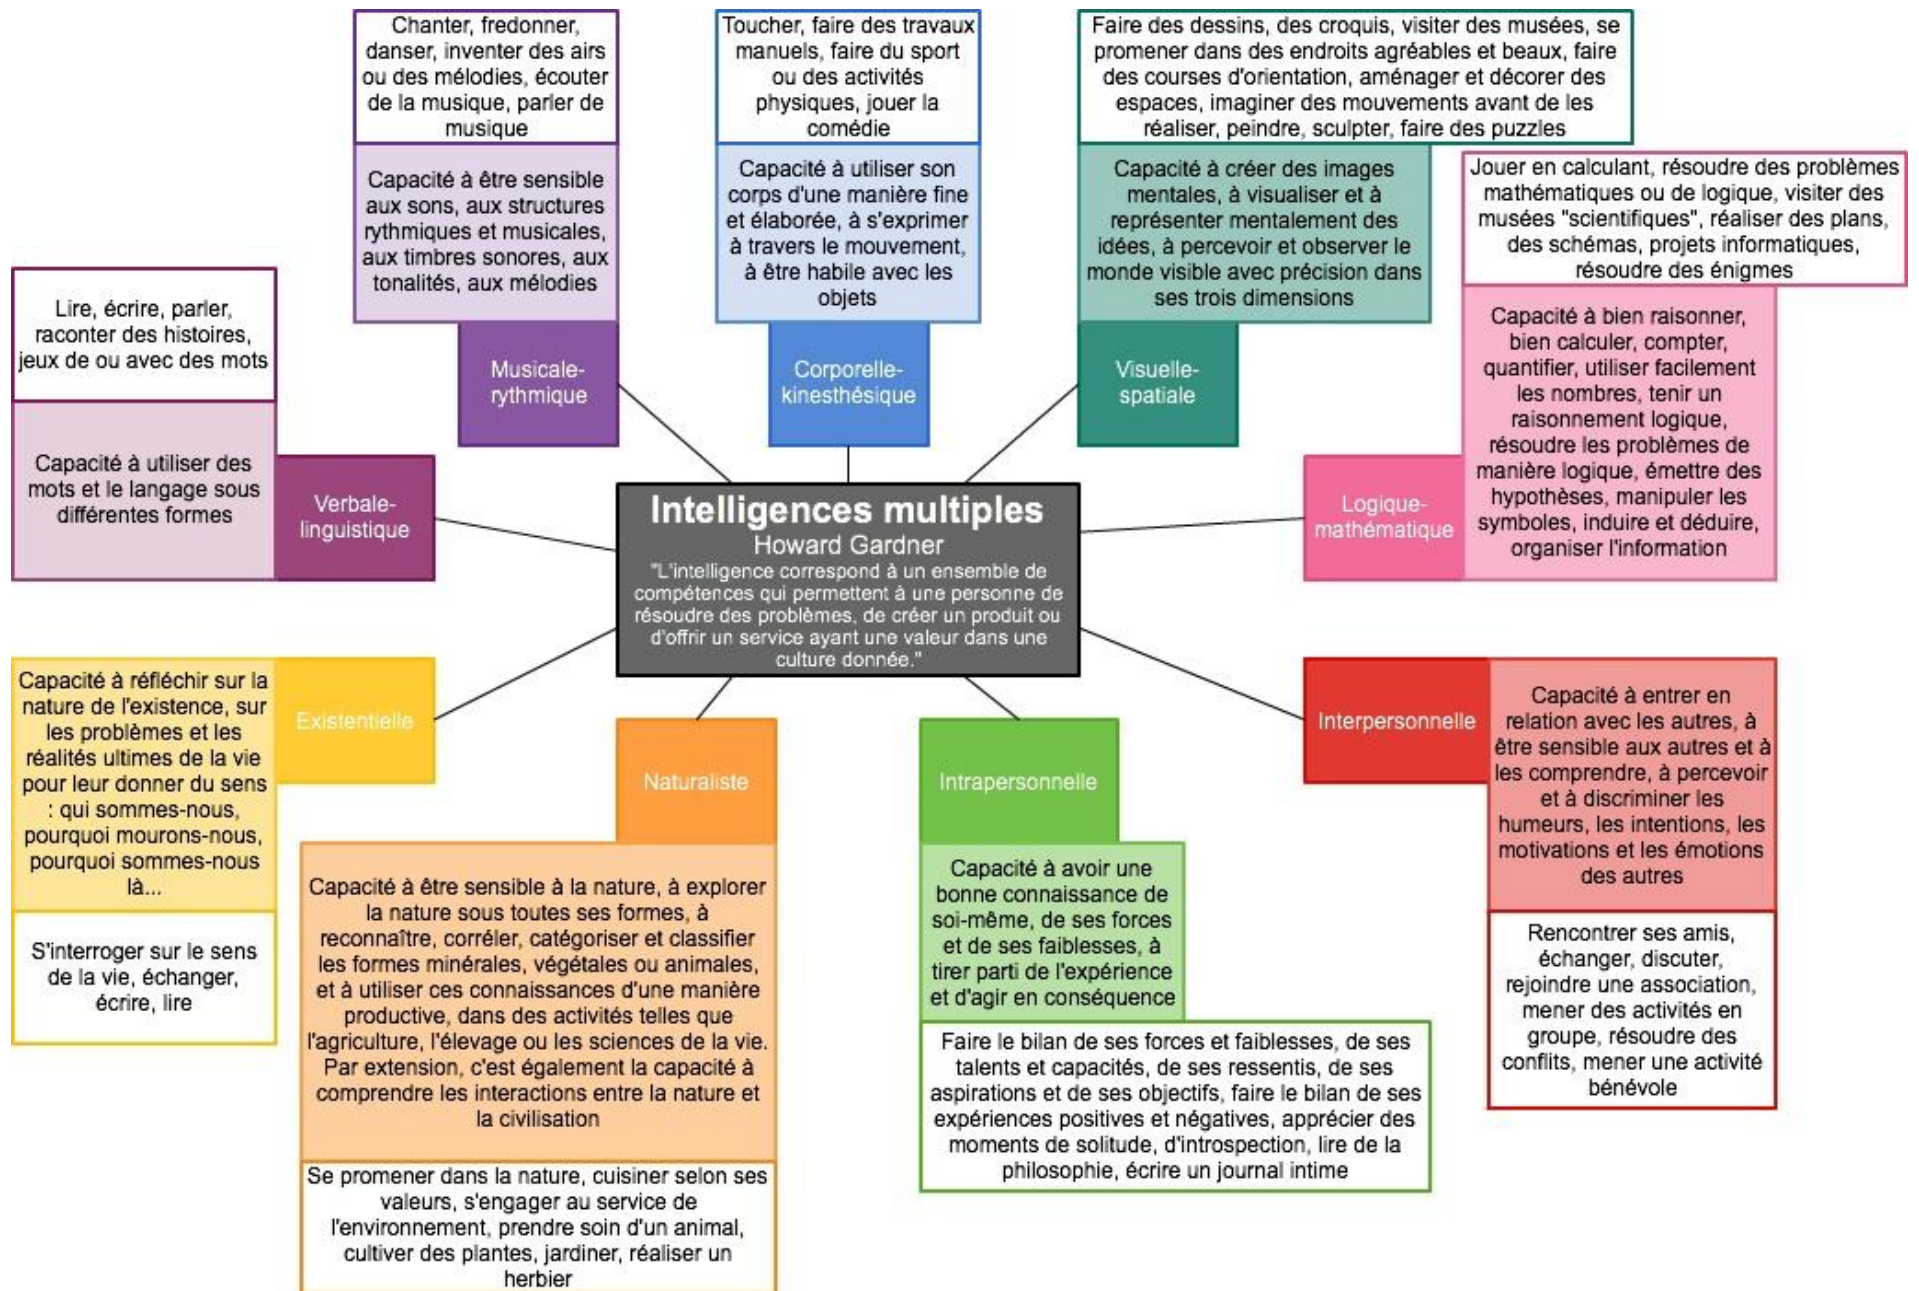 Chanter, fredonner,
danser, inventer des airs
ou des mélodies, écouter
de la musique, parler de
musique
Capacité à être sensible
aux sons, aux structures
rythmiques et musicales,
aux timbres sonores, aux
tonalités, aux mélodies
Musicale-
rythmique
Toucher, faire des travaux
manuels, faire du sport
ou des activités
physiques, jouer la
comédie
Capacité à utiliser son
corps d'une manière fine
et élaborée, à s'exprimer
à travers le mouvement,
à être habile avec les
objets
Corporelle-
kinesthésique
Faire des dessins, des croquis, visiter des musées, se
promener dans des endroits agréables et beaux, faire
des courses d'orientation, aménager et décorer des
espaces, imaginer des mouvements avant de les
réaliser, peindre, sculpter, faire des puzzles
Capacité à créer des images
mentales, à visualiser et à
représenter mentalement des
idées, à percevoir et observer le
monde visible avec précision dans
ses trois dimensions
Visuelle-
spatiale
Jouer en calculant, résoudre des problèmes
mathématiques ou de logique, visiter des
musées "scientifiques", réaliser des plans,
des schémas, projets informatiques,
résoudre des énigmes
Capacité à bien raisonner,
bien calculer, compter,
quantifier, utiliser facilement
les nombres, tenir un
raisonnement logique,
résoudre les problèmes de
manière logique, émettre des
hypothèses, manipuler les
symboles, induire et déduire,
organiser l'information
Logique-
mathématique
Lire, écrire, parler,
raconter des histoires,
jeux de ou avec des mots
Capacité à utiliser des
mots et le langage sous
différentes formes
Verbale-
linguistique
Intelligences multiples
Howard Gardner
"L'intelligence correspond à un ensemble de
compétences qui permettent à une personne de
résoudre des problèmes, de créer un produit ou
d'offrir un service ayant une valeur dans une
culture donnée."
Existentielle
Capacité à réfléchir sur la
nature de l'existence, sur
les problèmes et les
réalités ultimes de la vie
pour leur donner du sens
: qui sommes-nous,
pourquoi mourons-nous,
pourquoi sommes-nous
là...
S'interroger sur le sens
de la vie, échanger,
écrire, lire
Naturaliste
Capacité à être sensible à la nature, à explorer
la nature sous toutes ses formes, à
reconnaître, corréler, catégoriser et classifier
les formes minérales, végétales ou animales,
et à utiliser ces connaissances d'une manière
productive, dans des activités telles que
l'agriculture, l'élevage ou les sciences de la vie.
Par extension, c'est également la capacité à
comprendre les interactions entre la nature et
la civilisation
Se promener dans la nature, cuisiner selon ses
valeurs, s'engager au service de
l'environnement, prendre soin d'un animal,
cultiver des plantes, jardiner, réaliser un
herbier
Intrapersonnelle
Capacité à avoir une
bonne connaissance de
soi-même, de ses forces
et de ses faiblesses, à
tirer parti de l'expérience
et d'agir en conséquence
Faire le bilan de ses forces et faiblesses, de ses
talents et capacités, de ses ressentis, de ses
aspirations et de ses objectifs, faire le bilan de ses
expériences positives et négatives, apprécier des
moments de solitude, d'introspection, lire de la
philosophie, écrire un journal intime
Interpersonnelle
Capacité à entrer en
relation avec les autres, à
être sensible aux autres et à
les comprendre, à percevoir
et à discriminer les
humeurs, les intentions, les
motivations et les émotions
des autres
Rencontrer ses amis,
échanger, discuter,
rejoindre une association,
mener des activités en
groupe, résoudre des
conflits, mener une activité
bénévole